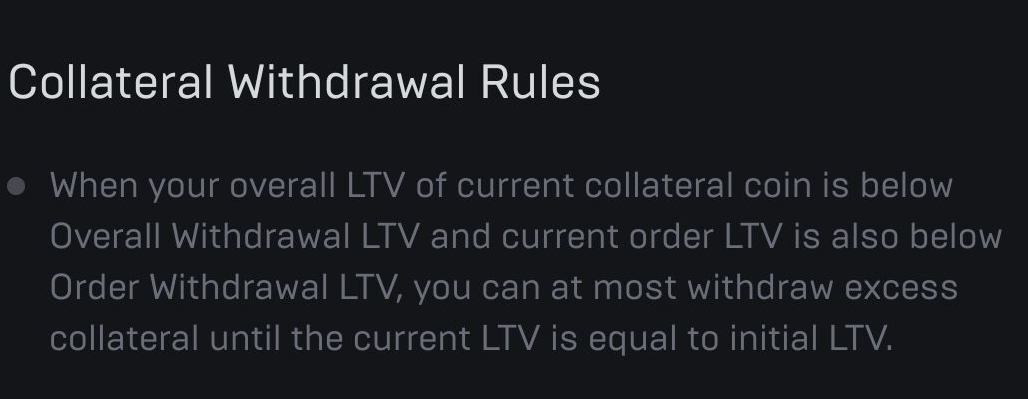 Collateral Withdrawal Rules
When your overall LTV of current collateral coin is below
Overall Withdrawal LTV and current order LTV is also below
Order Withdrawal LTV, you can at most withdraw excess
collateral until the current LTV is equal to initial LTV.